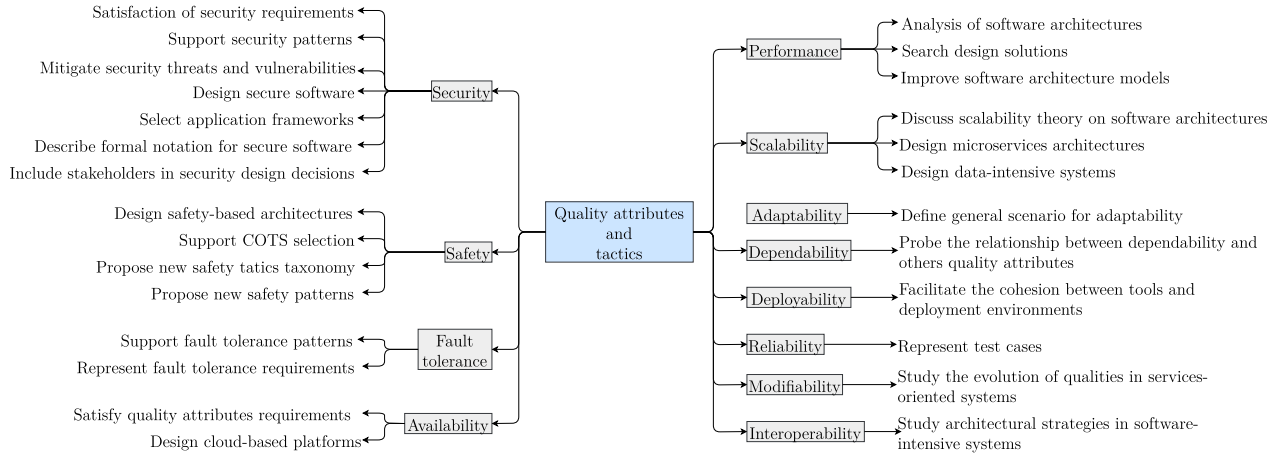 Satisfaction of security requirements
Support security patterns
Mitigate security threats and vulnerabilities
Design secure software
Select application frameworks
Describe formal notation for secure software
Include stakeholders in security design decisions
Security
Design safety-based architectures
Support COTS selection
Propose new safety tatics taxonomy
Propose new safety patterns
Safety
Support fault tolerance patterns
Represent fault tolerance requirements
Fault
tolerance
Satisfy quality attributes requirements
Design cloud-based platforms
Availability
Quality attributes
and
tactics
Performance
Analysis of software architectures
Search design solutions
Improve software architecture models
Scalability
Discuss scalability theory on software architectures
Design microservices architectures
Design data-intensive systems
Adaptability
Define general scenario for adaptability
Dependability
Probe the relationship between dependability and
others quality attributes
Deployability
Facilitate the cohesion between tools and
deployment environments
Reliability
Represent test cases
Modifiability
Study the evolution of qualities in services-
oriented systems
Interoperability
Study architectural strategies in software-
intensive systems